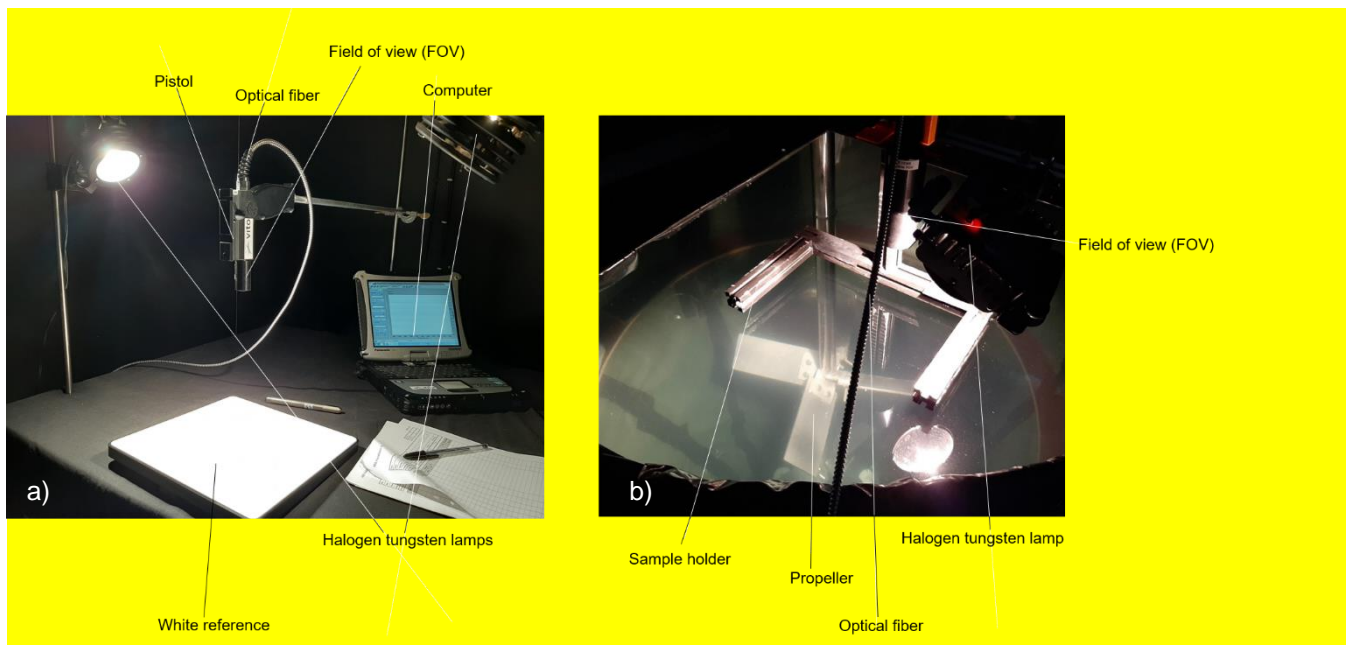 Field of view (FOV)
Pistol
Optical fiber
Computer
Field of view (FOV)
a)
b)
Halogen tungsten lamps
Halogen tungsten lamp
Sample holder
Propeller
White reference
Optical fiber